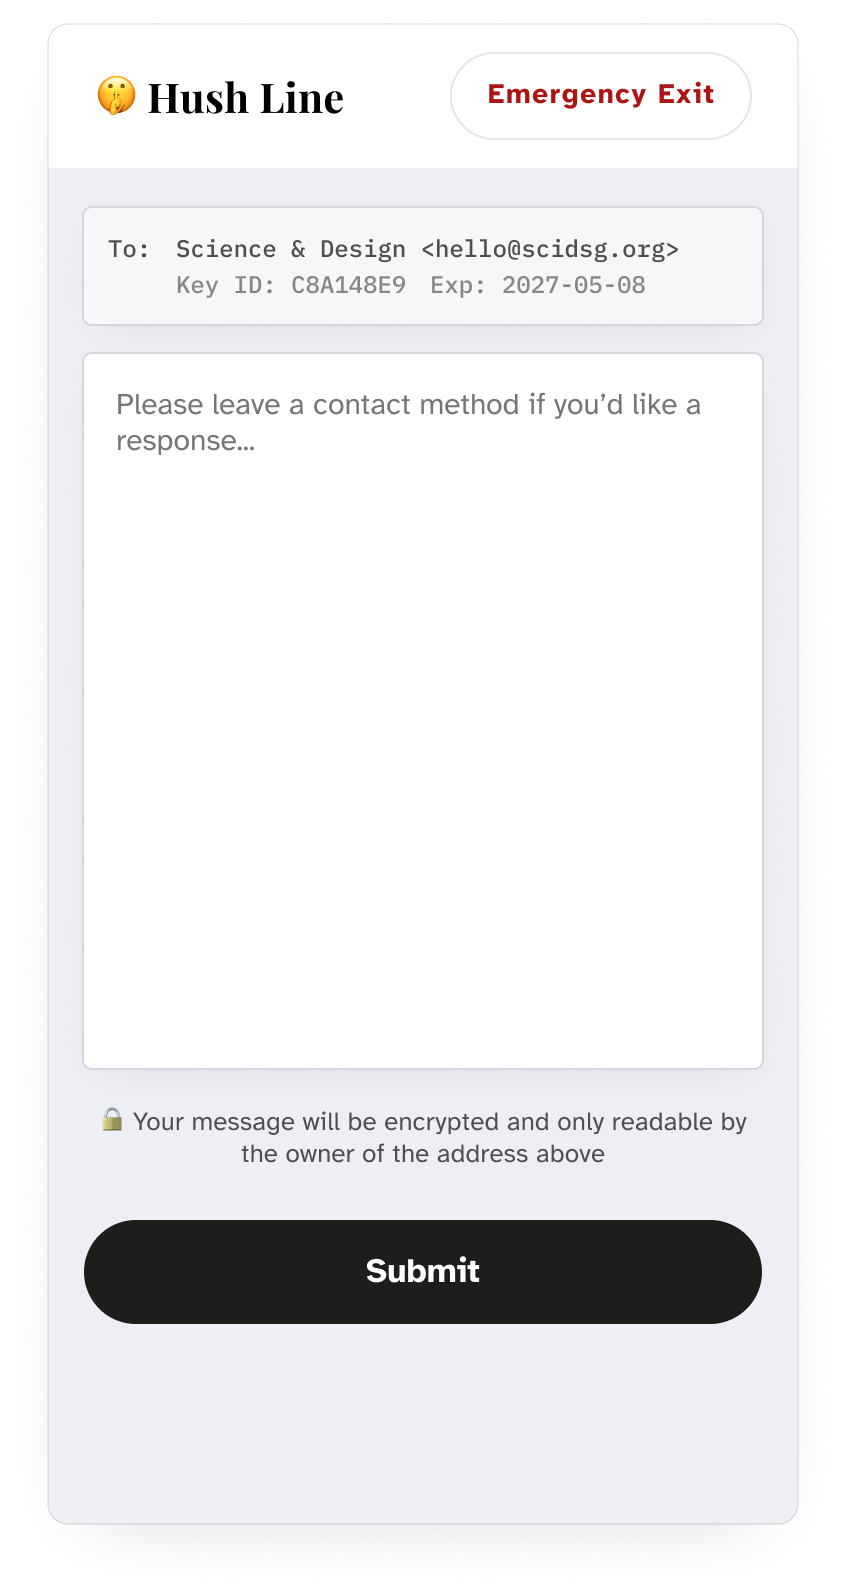 🤫 Hush Line
Emergency Exit
To: Science & Design <hello@scidsg.org>
Key ID: C8A148E9 Exp: 2027-05-08
Please leave a contact method if you’d like a
response...
🔒 Your message will be encrypted and only readable by
the owner of the address above
Submit